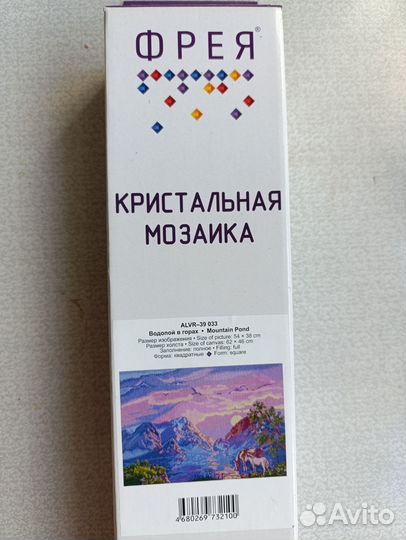 ФРЕЯ®
КРИСТАЛЬНАЯ
МОЗАИКА
ALVR-39 033
Водопой в горах • Mountain Pond
Размер изображения • Size of picture: 54 × 38 cm
Размер холста • Size of canvas: 62 × 46 cm
Заполнение: полное • Filling: full
Форма: квадратные Form: square
4680269 732100
Avito